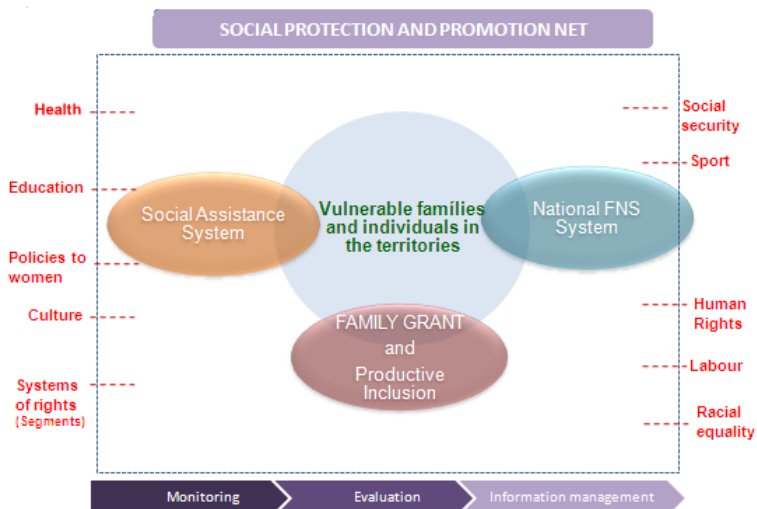 SOCIAL PROTECTION AND PROMOTION NET
Health
Education
Policies to
women
Culture
Systems
of rights
(Segments)
Social Assistance
System
Vulnerable families
and individuals in
the territories
National FNS
System
FAMILY GRANT
and
Productive
Inclusion
Social
security
Sport
Human
Rights
Labour
Racial
equality
Monitoring
Evaluation
Information management